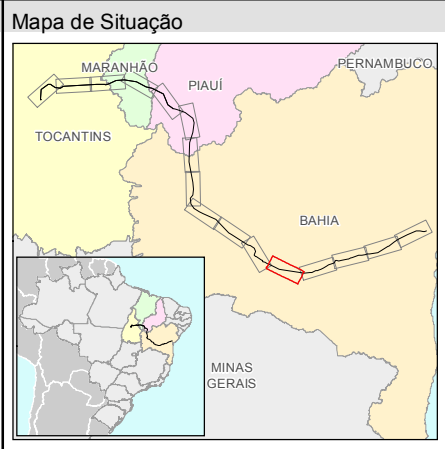 Mapa de Situação
MARANHÃO
PERNAMBUCO
PIAUÍ
TOCANTINS
BAHIA
MINAS
GERAIS